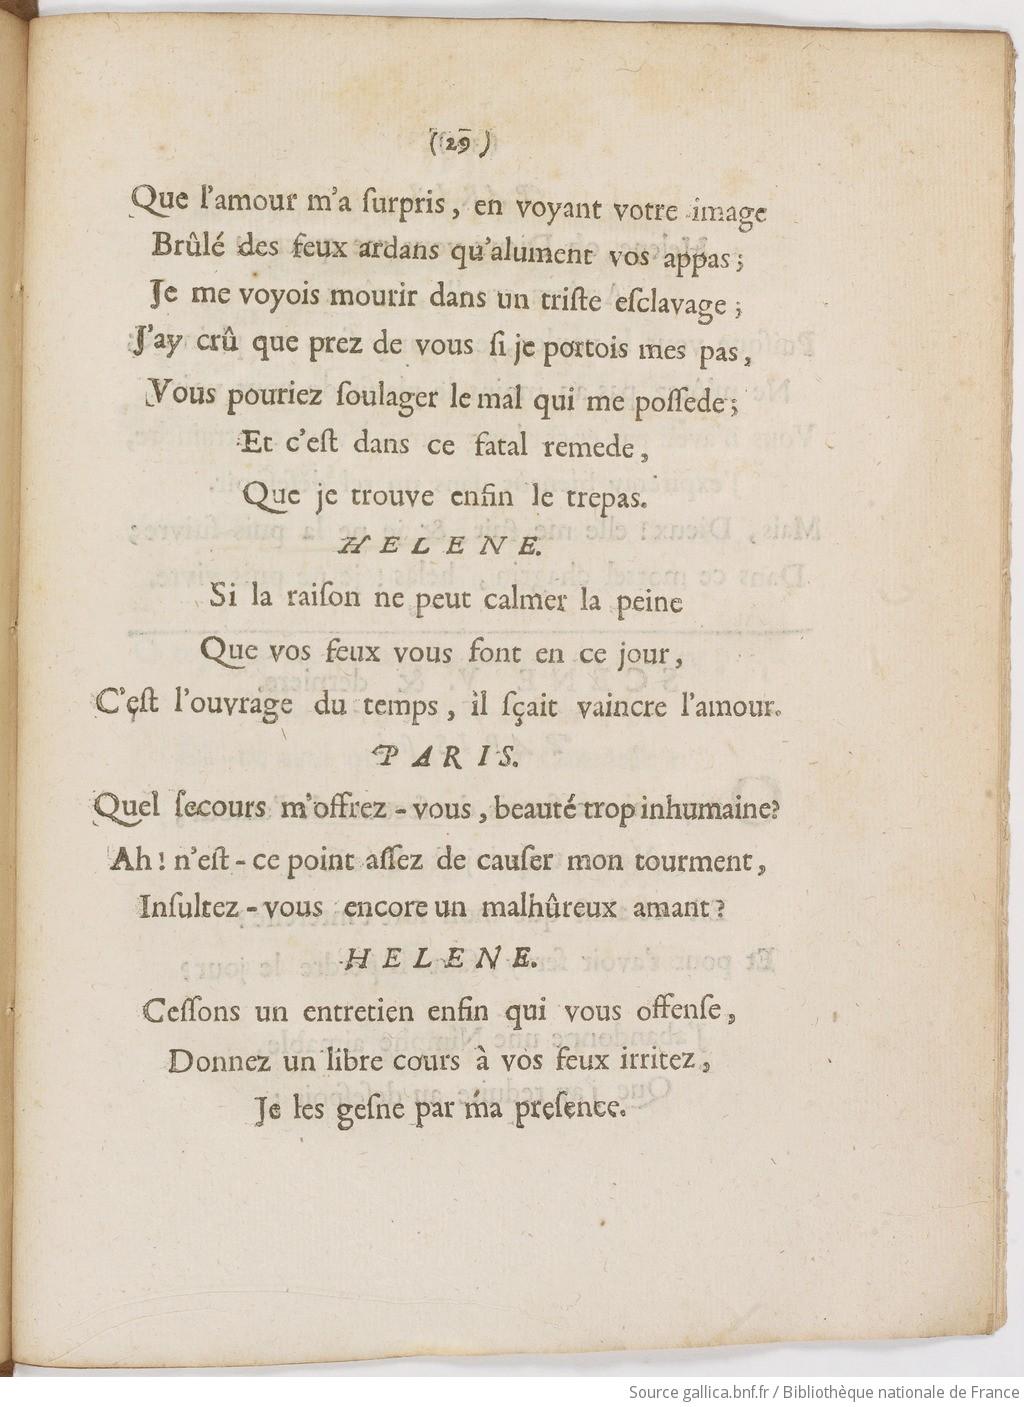 (29)
Que l'amour m'a ſurpris, en voyant votre image
Brûlé des feux ardans qu'alument vos appas;
Je me voyois mourir dans un triſte eſclavage;
J'ay crû que prez de vous ſi je portois mes pas,
Vous pouriez ſoulager le mal qui me poſſede;
Et c'eſt dans ce fatal remede,
Que je trouve enfin le trepas.
HELENE.
Si la raiſon ne peut calmer la peine
Que vos feux vous font en ce jour,
C'eſt l'ouvrage du temps, il ſçait vaincre l'amour.
PARIS.
Quel ſecours m'offrez-vous, beauté trop inhumaine?
Ah! n'eſt-ce point aſſez de cauſer mon tourment,
Inſultez-vous encore un malhûreux amant?
HELENE.
Ceſſons un entretien enfin qui vous offenſe,
Donnez un libre cours à vos feux irritez,
Je les geſne par ma preſence.
Source gallica.bnf.fr / Bibliothèque nationale de France